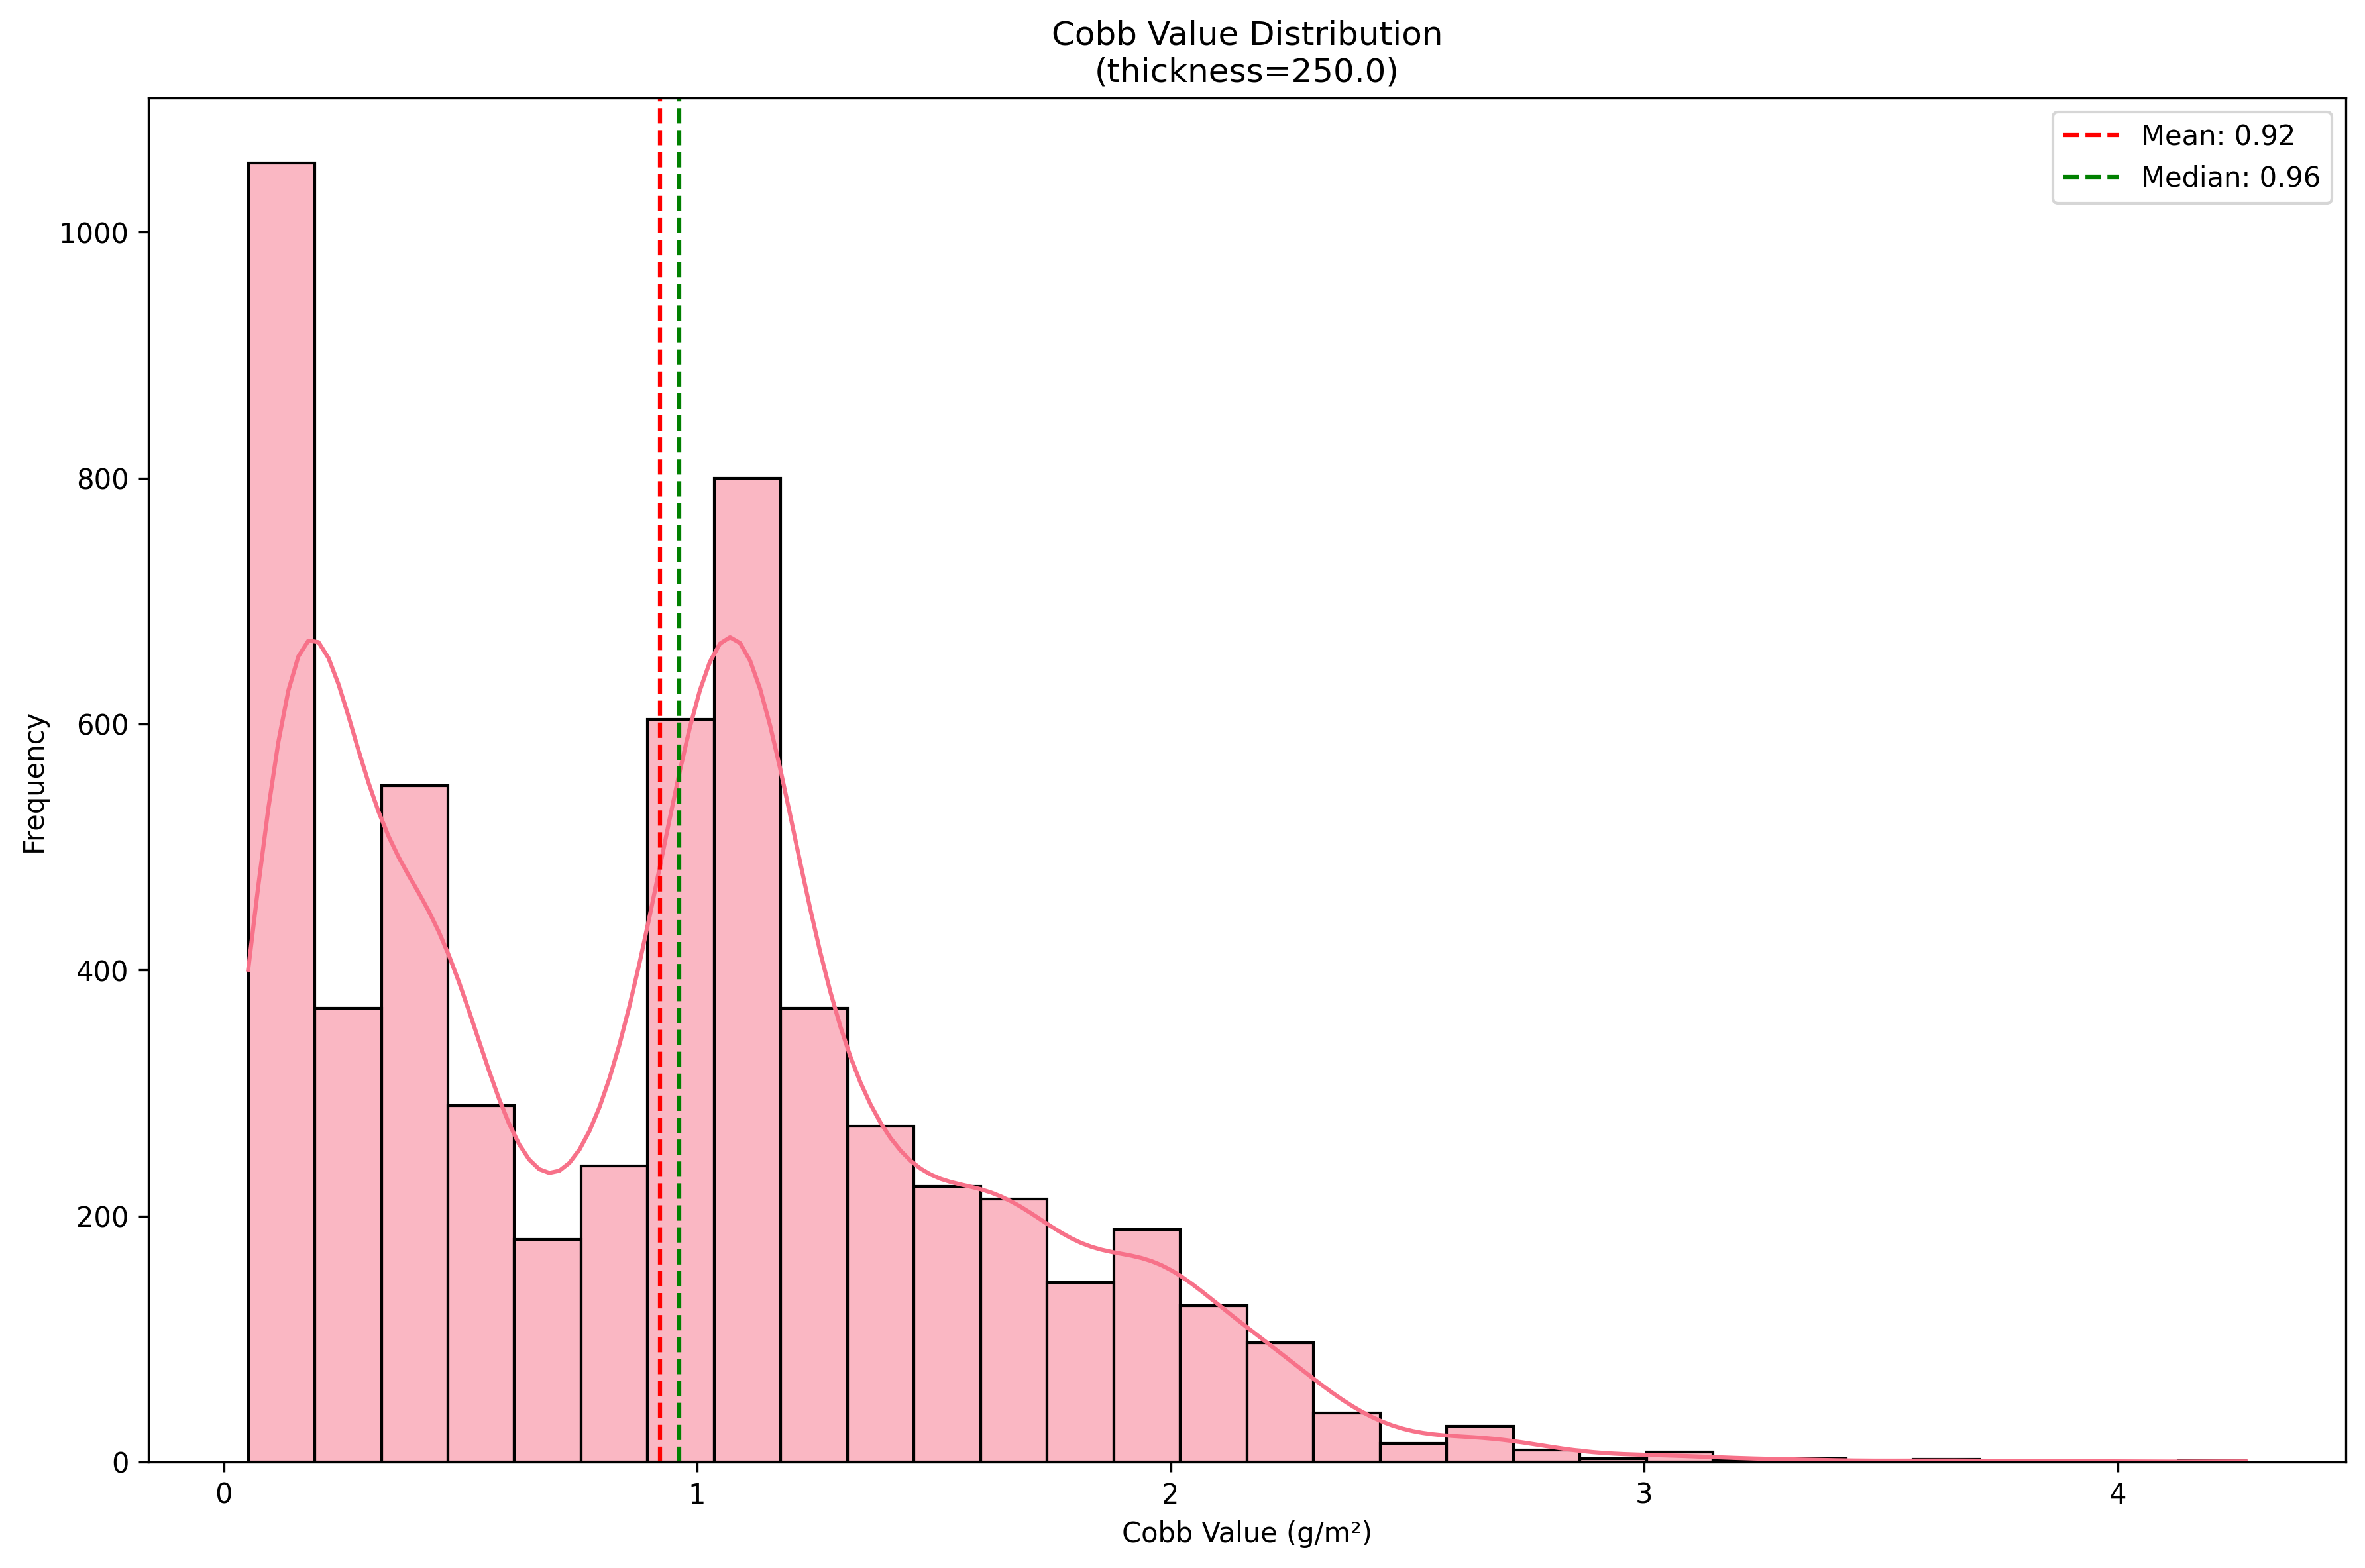 Cobb Value Distribution
(thickness=250.0)
Mean: 0.92
Median: 0.96
1000
800
600
400
200
0
Frequency
0 1 2 3 4
Cobb Value (g/m²)